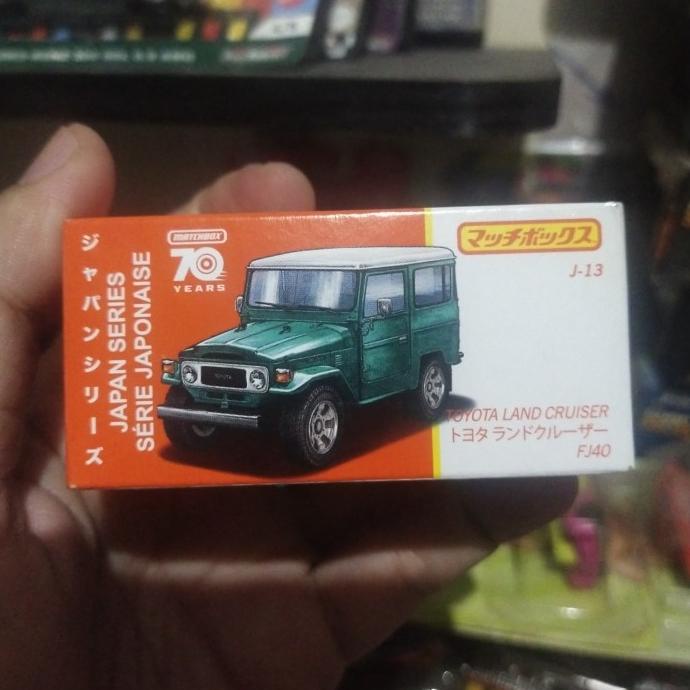 ジャパンシリーズ
JAPAN SERIES
SÉRIE JAPONAISE
MATCHBOX
70
YEARS
TOYOTA
マッチボックス
J-13
TOYOTA LAND CRUISER
トヨタ ランドクルーザー
FJ40